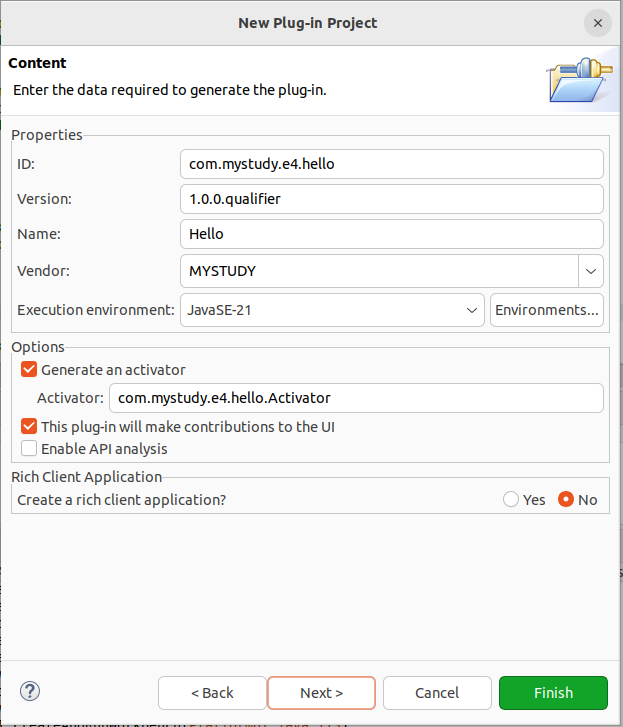 New Plug-in Project
Content
Enter the data required to generate the plug-in.
Properties
ID: com.mystudy.e4.hello
Version: 1.0.0.qualifier
Name: Hello
Vendor: MYSTUDY
Execution environment: JavaSE-21 Environments...
Options
Generate an activator
Activator: com.mystudy.e4.hello.Activator
This plug-in will make contributions to the UI
Enable API analysis
Rich Client Application
Create a rich client application? Yes No
< Back Next > Cancel Finish